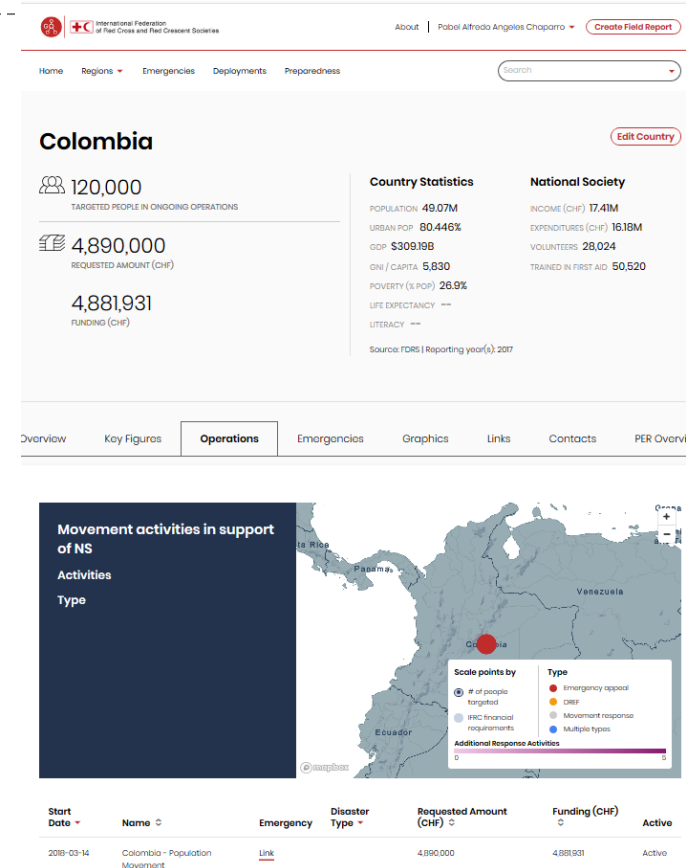 International Federation
of Red Cross and Red Crescent Societies
About
Pabel Alfredo Angeles Chaparro
Create Field Report
Home
Regions
Emergencies
Deployments
Preparedness
Search
Colombia
Edit Country
120,000
TARGETED PEOPLE IN ONGOING OPERATIONS
4,890,000
REQUESTED AMOUNT (CHF)
4,881,931
FUNDING (CHF)
Country Statistics
POPULATION 49.07M
URBAN POP 80.446%
GDP $309.19B
GNI / CAPITA 5,830
POVERTY (% POP) 26.9%
LIFE EXPECTANCY --
LITERACY --
Source: FDRS | Reporting year(s): 2017
National Society
INCOME (CHF) 17.41M
EXPENDITURES (CHF) 16.18M
VOLUNTEERS 28,024
TRAINED IN FIRST AID 50,520
Overview
Key Figures
Operations
Emergencies
Graphics
Links
Contacts
PER Overvi
Movement activities in support
of NS
Activities
Type
ta Rica
Panama
Venezuela
Ecuador
+
−
Scale points by
# of people
targeted
IFRC financial
requirements
Type
Emergency appeal
DREF
Movement response
Multiple types
Additional Response Activities
0
5
mapbox
Start
Date
Name
Emergency
Disaster
Type
Requested Amount
(CHF)
Funding (CHF)
Active
2018-03-14
Colombia - Population
Movement
Link
4,890,000
4,881,931
Active